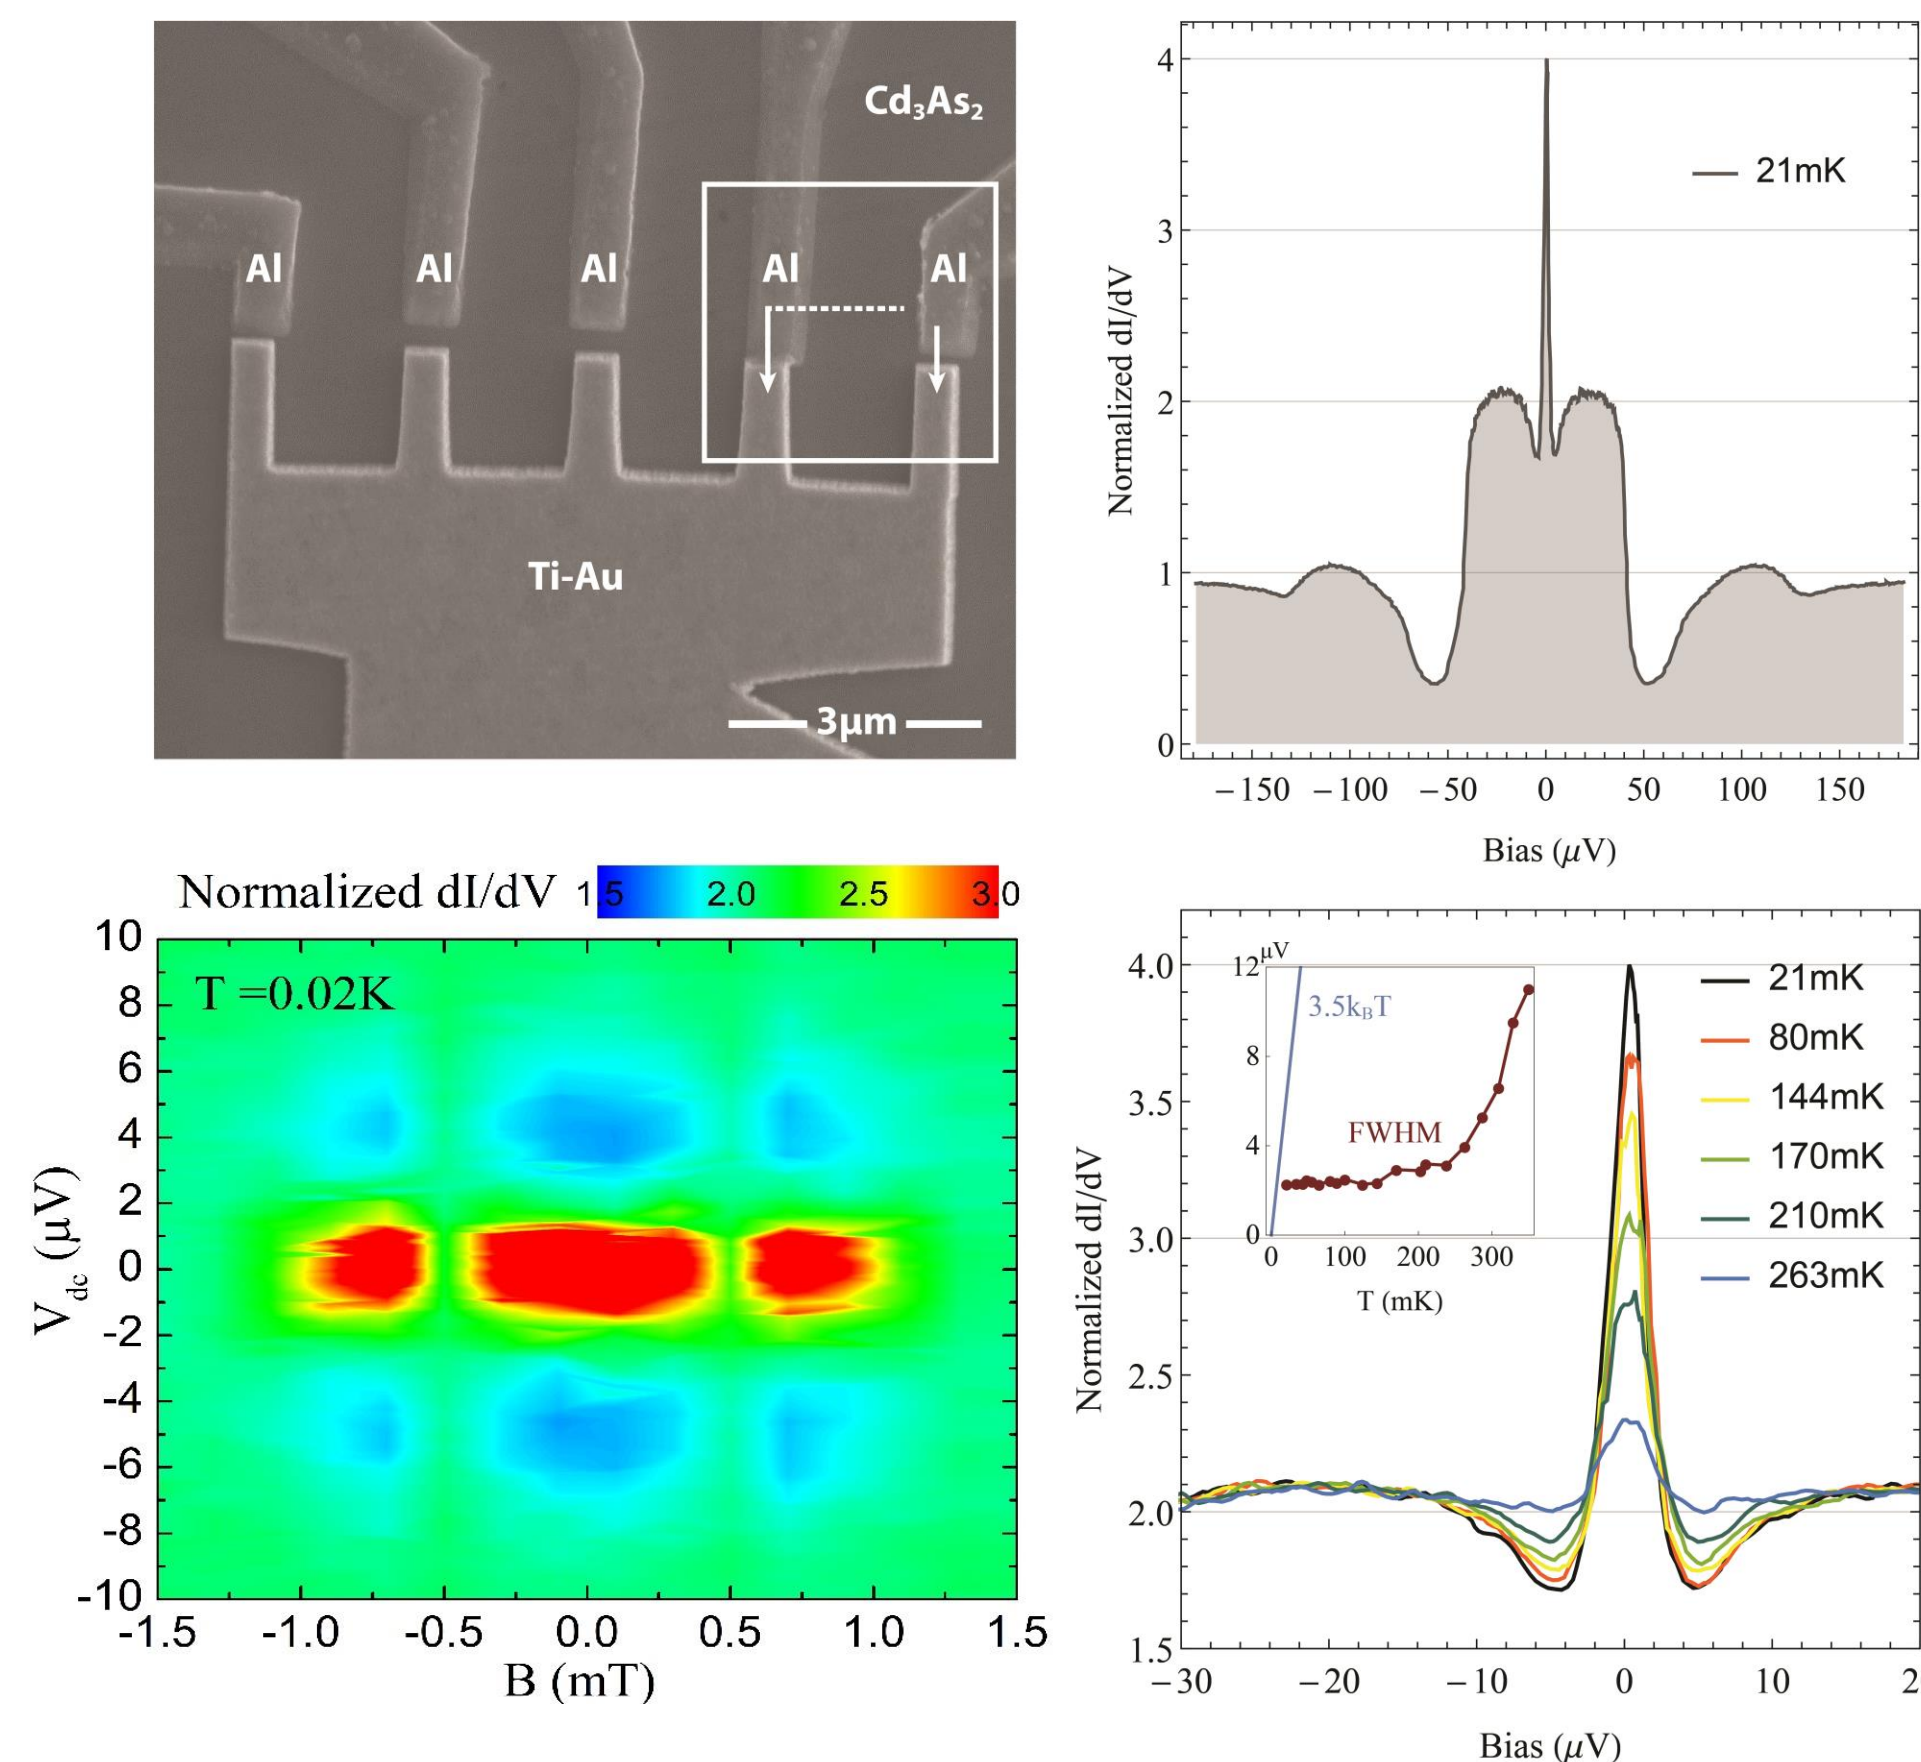 Cd₃As₂
Al Al Al Al Al
Ti-Au
3μm
4
3
2
1
0
Normalized dI/dV
21mK
−150 −100 −50 0 50 100 150
Bias (μV)
Normalized dI/dV 1.5 2.0 2.5 3.0
T =0.02K
10
8
6
4
2
0
-2
-4
-6
-8
-10
V dc (μV)
-1.5 -1.0 -0.5 0.0 0.5 1.0 1.5
B (mT)
4.0
3.5
3.0
2.5
2.0
1.5
Normalized dI/dV
μV
12
8
4
0
3.5k_BT
FWHM
0 100 200 300
T (mK)
21mK
80mK
144mK
170mK
210mK
263mK
−30 −20 −10 0 10 2
Bias (μV)